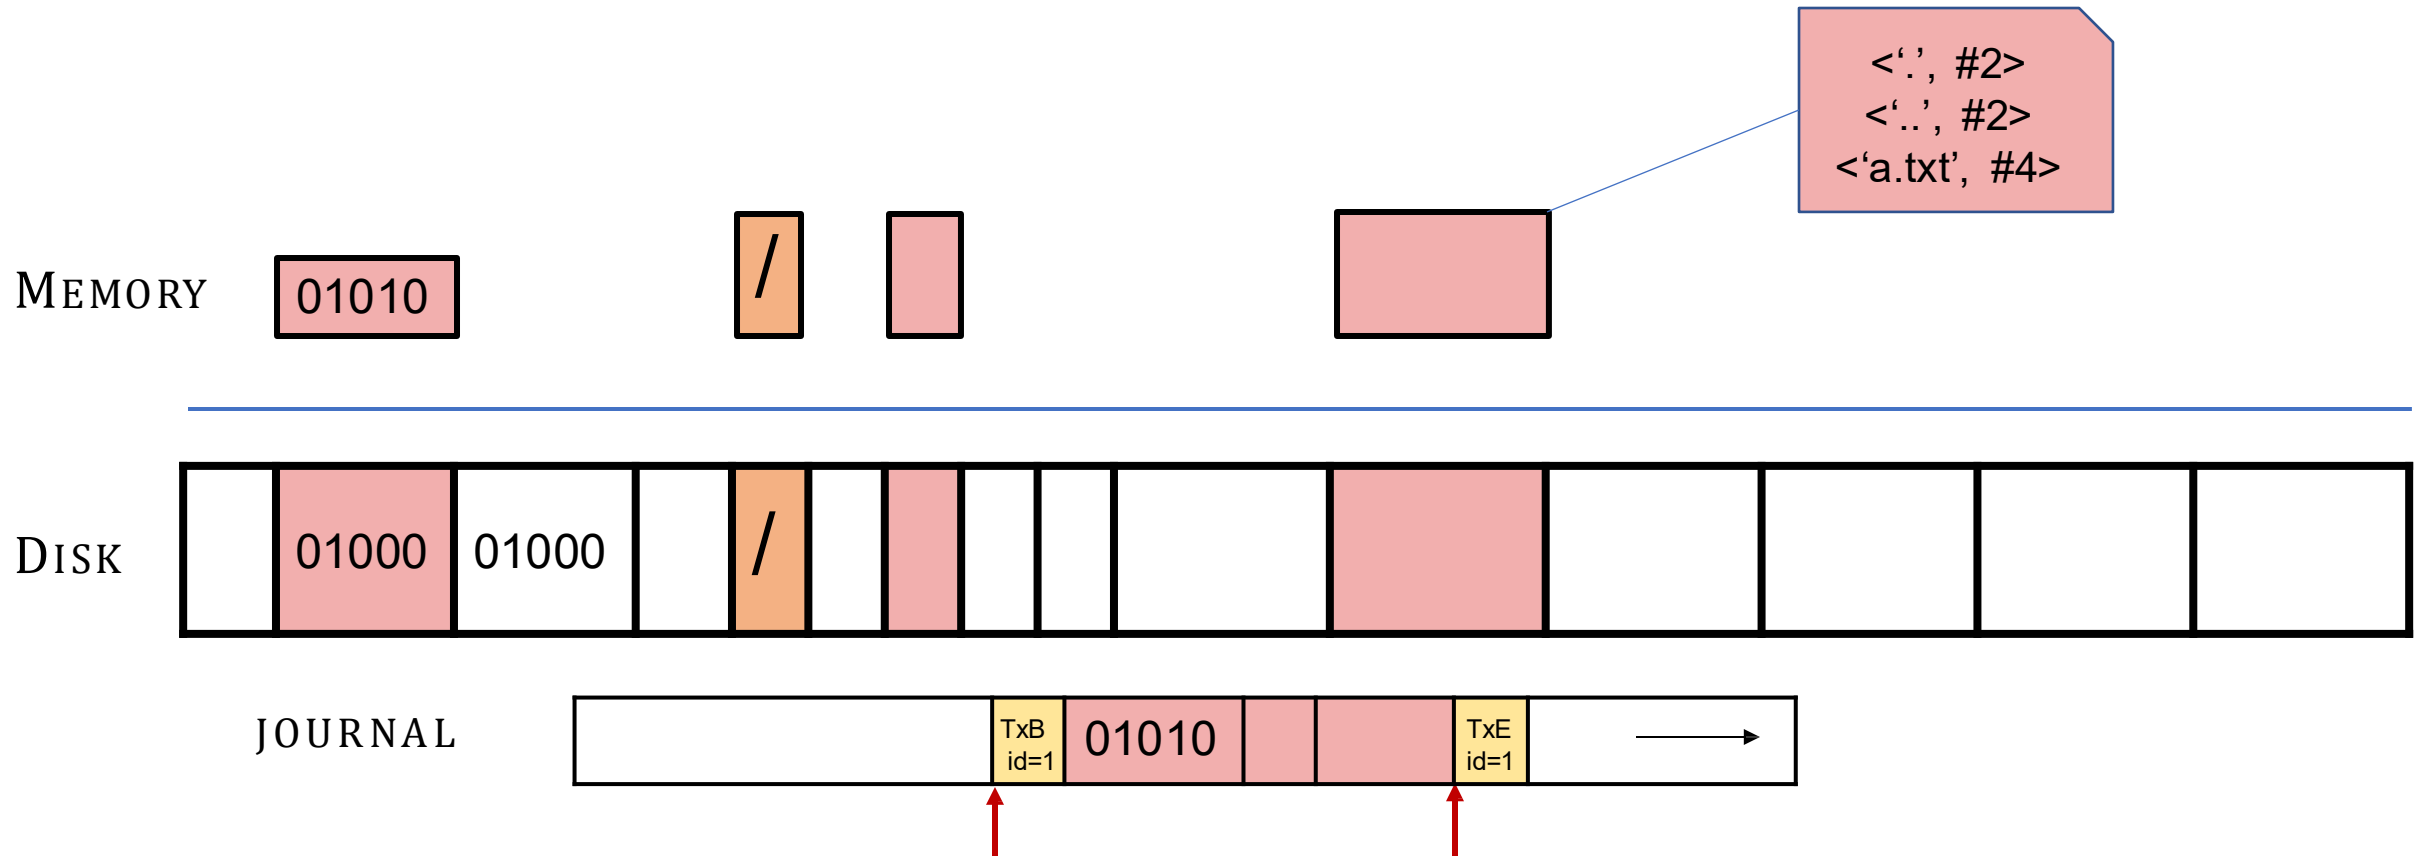 <‘.’, #2>
<‘..’, #2>
<‘a.txt’, #4>
MEMORY
01010
/
DISK
01000
01000
/
JOURNAL
TxB
id=1
01010
TxE
id=1